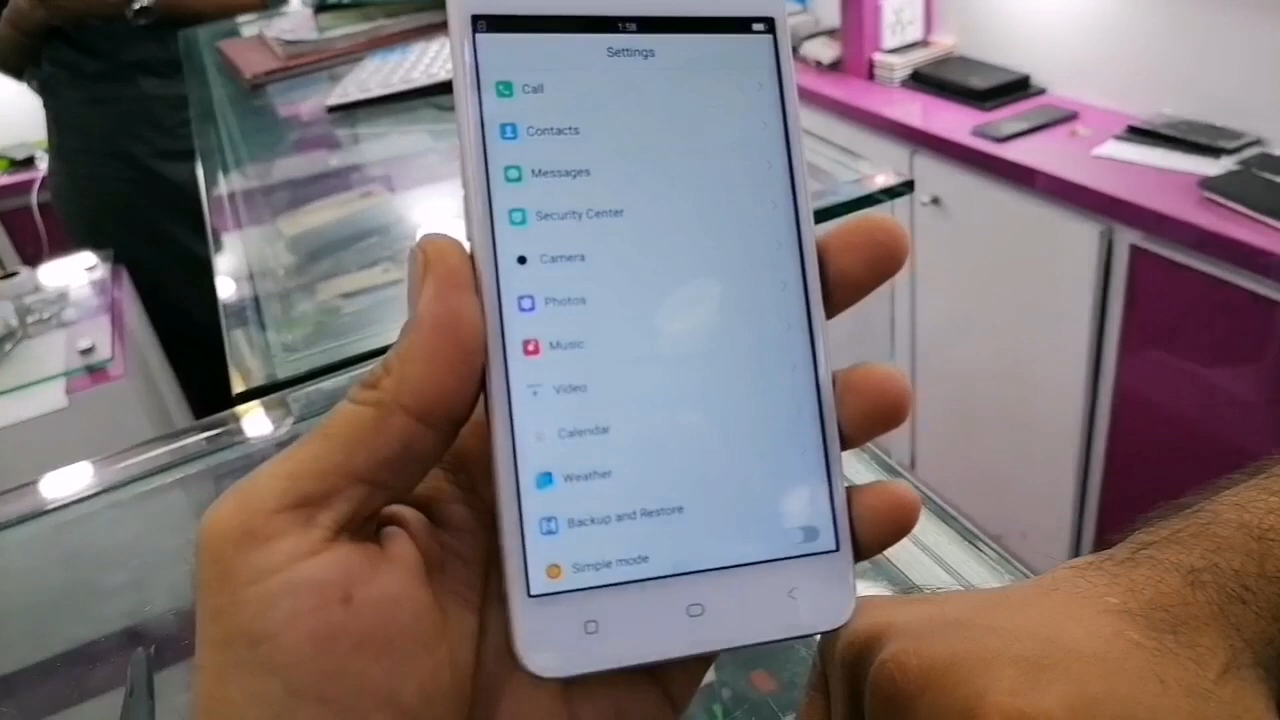 1:58
Settings
Call
Contacts
Messages
Security Center
Camera
Photos
Music
Video
Calendar
Weather
Backup and Restore
Simple mode